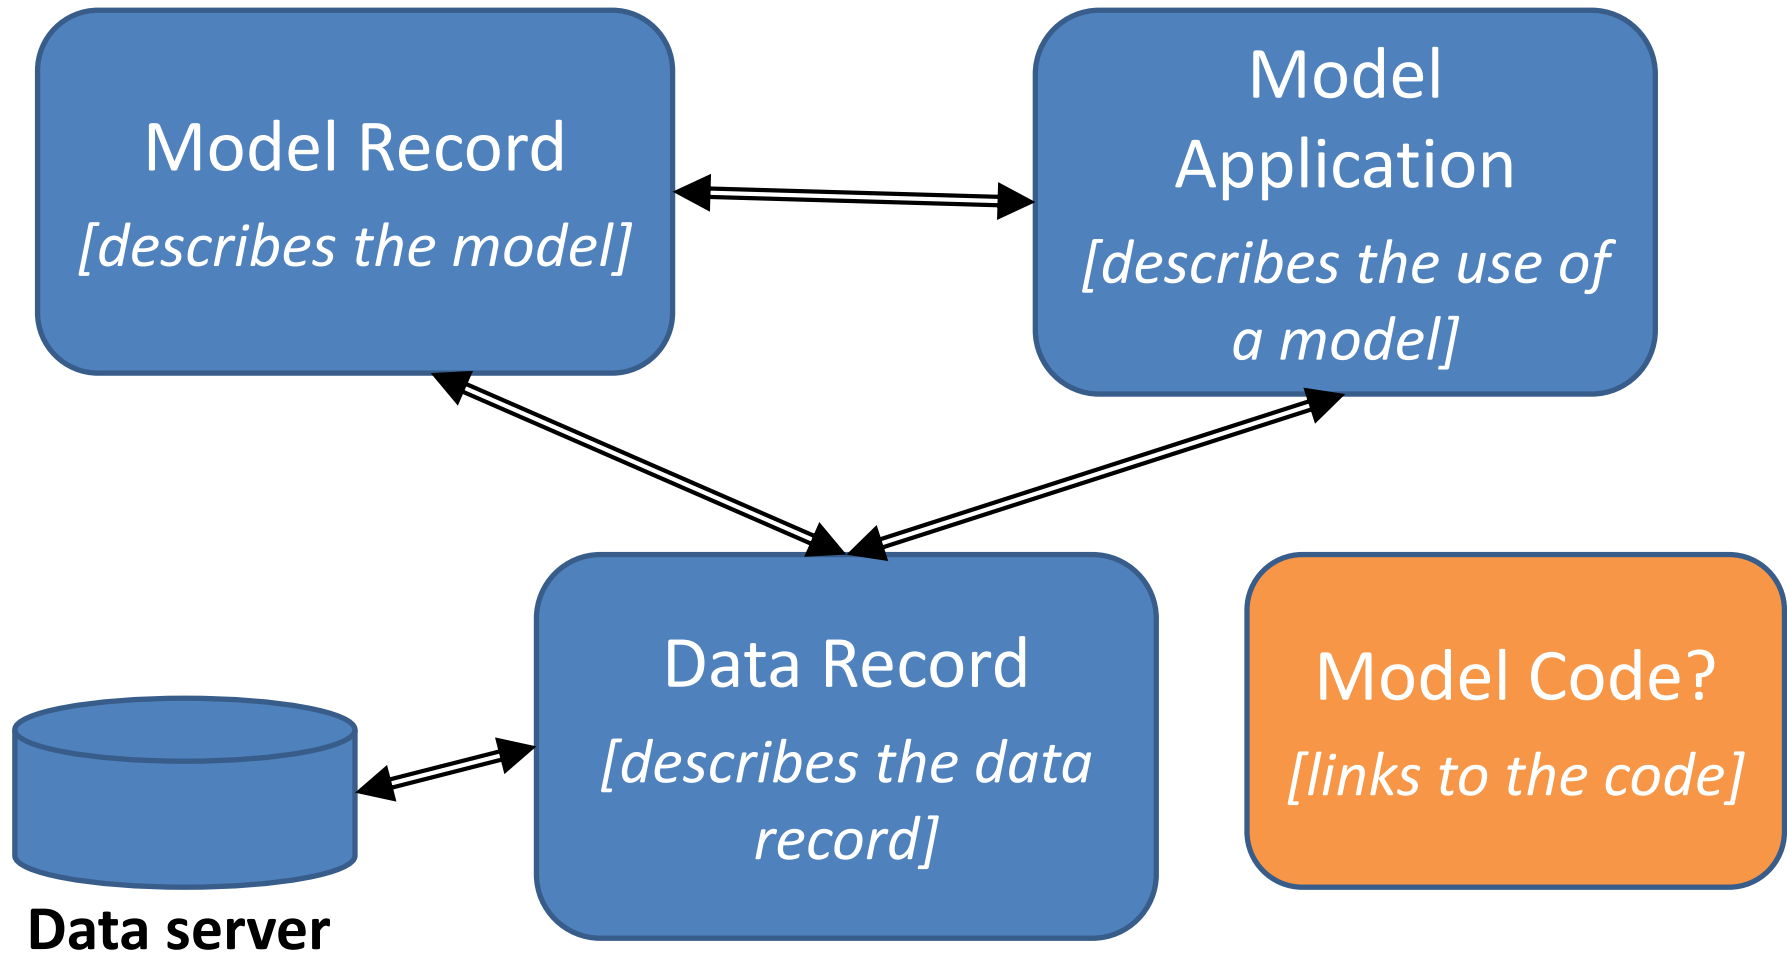 Model Record
[describes the model]
Model
Application
[describes the use of
a model]
Data Record
[describes the data
record]
Model Code?
[links to the code]
Data server